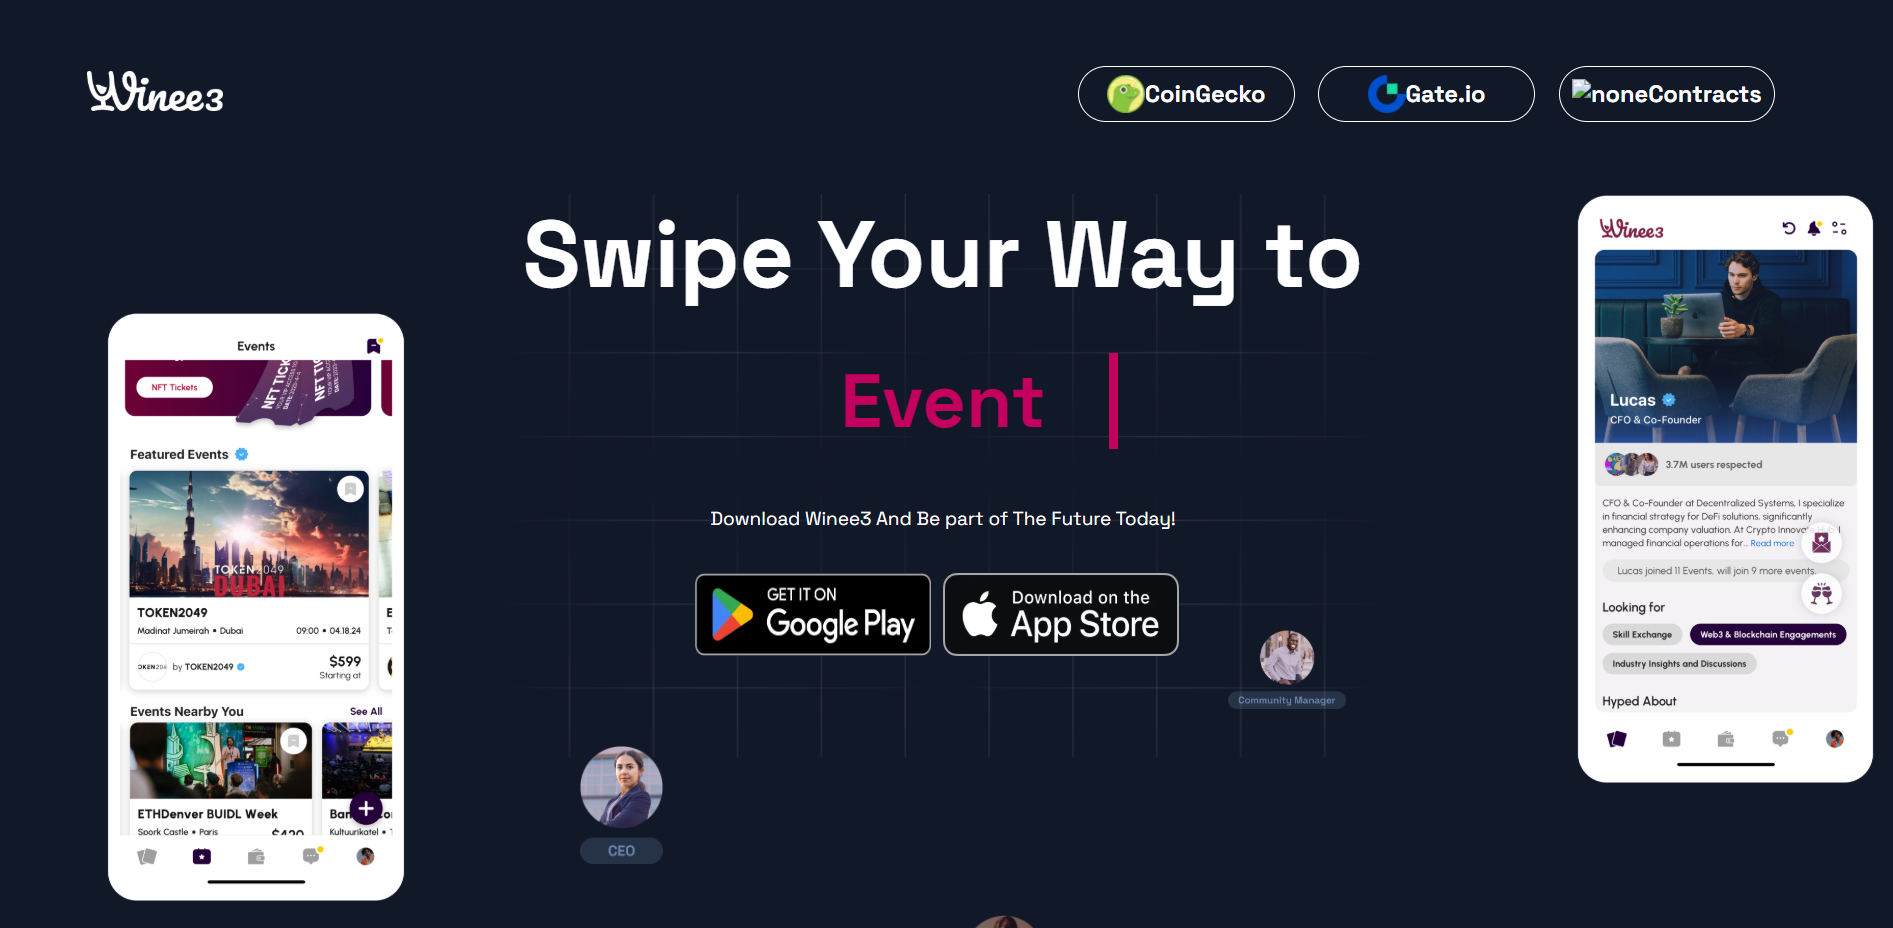 Winee3
CoinGecko
Gate.io
noneContracts
Swipe Your Way to
Event
Download Winee3 And Be part of The Future Today!
GET IT ON
Google Play
Download on the
App Store
Community Manager
CEO
Events
NFT Tickets
NFT TICK
NFT TIC
Featured Events
TOKEN2049
DUBAI
TOKEN2049
Madinat Jumeirah • Dubai
09:00 • 04.18.24
by TOKEN2049
$599
Starting at
Events Nearby You
See All
ETHDenver BUIDL Week
Spork Castle • Paris
$420
Kultuurikatel •
Winee3
Lucas
CFO & Co-Founder
3.7M users respected
CFO & Co-Founder at Decentralized Systems, I specialize
in financial strategy for DeFi solutions, significantly
enhancing company valuation. At Crypto Innovate Hub, I
managed financial operations for... Read more
Lucas joined 11 Events, will join 9 more events.
Looking for
Skill Exchange
Web3 & Blockchain Engagements
Industry Insights and Discussions
Hyped About